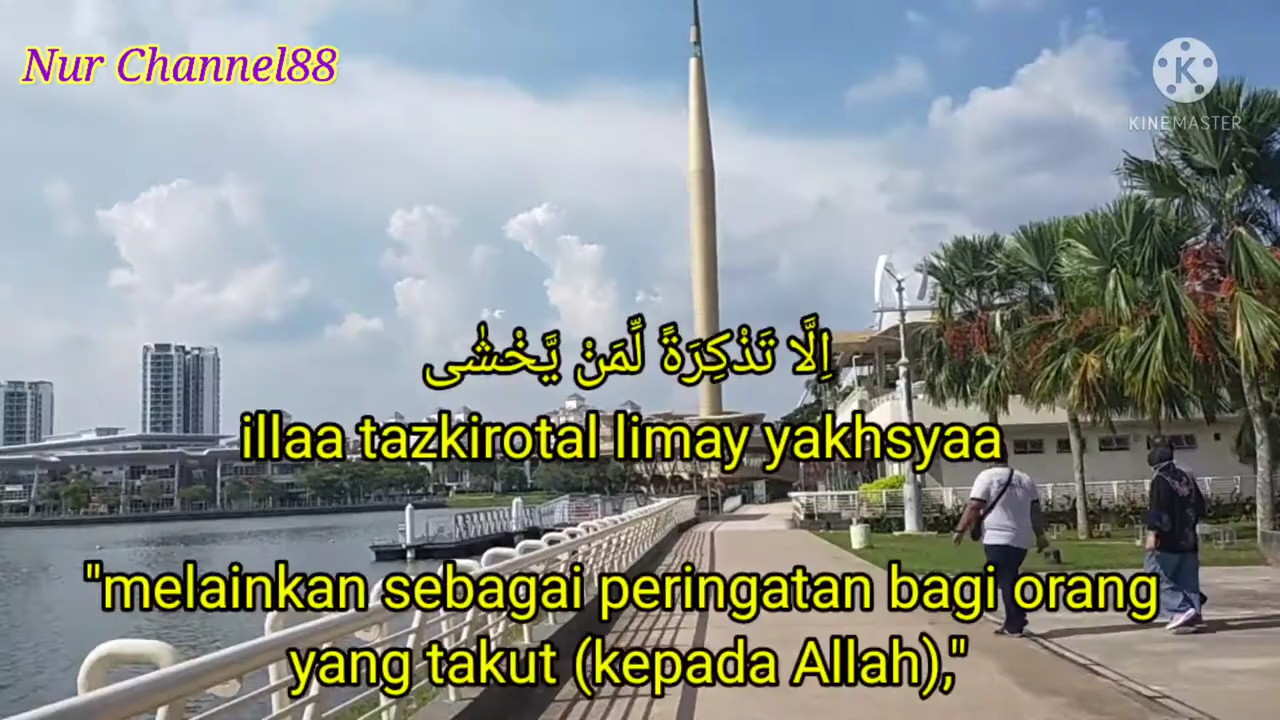 Nur Channel88
K
KINEMASTER
اِلَّا تَذْكِرَةً لِّمَنْ يَّخْشٰى
illaa tazkirotal limay yakhsyaa
"melainkan sebagai peringatan bagi orang
yang takut (kepada Allah),"